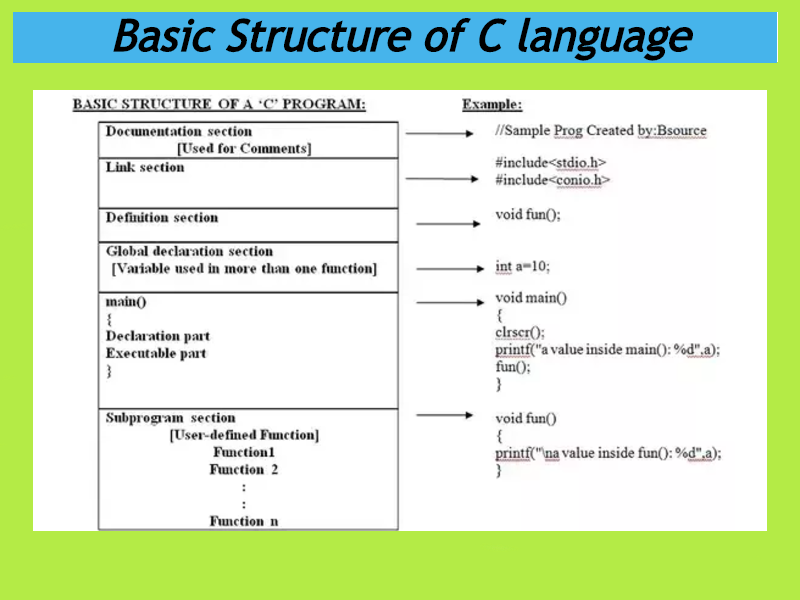 Basic Structure of C language
BASIC STRUCTURE OF A ‘C’ PROGRAM:
Example:
Documentation section
[Used for Comments]
//Sample Prog Created by:Bsource
Link section
#include<stdio.h>
#include<conio.h>
Definition section
void fun();
Global declaration section
[Variable used in more than one function]
int a=10;
main()
{
Declaration part
Executable part
}
void main()
{
clrscr();
printf("a value inside main(): %d",a);
fun();
}
Subprogram section
[User-defined Function]
Function1
Function 2
:
:
Function n
void fun()
{
printf("\na value inside fun(): %d",a);
}